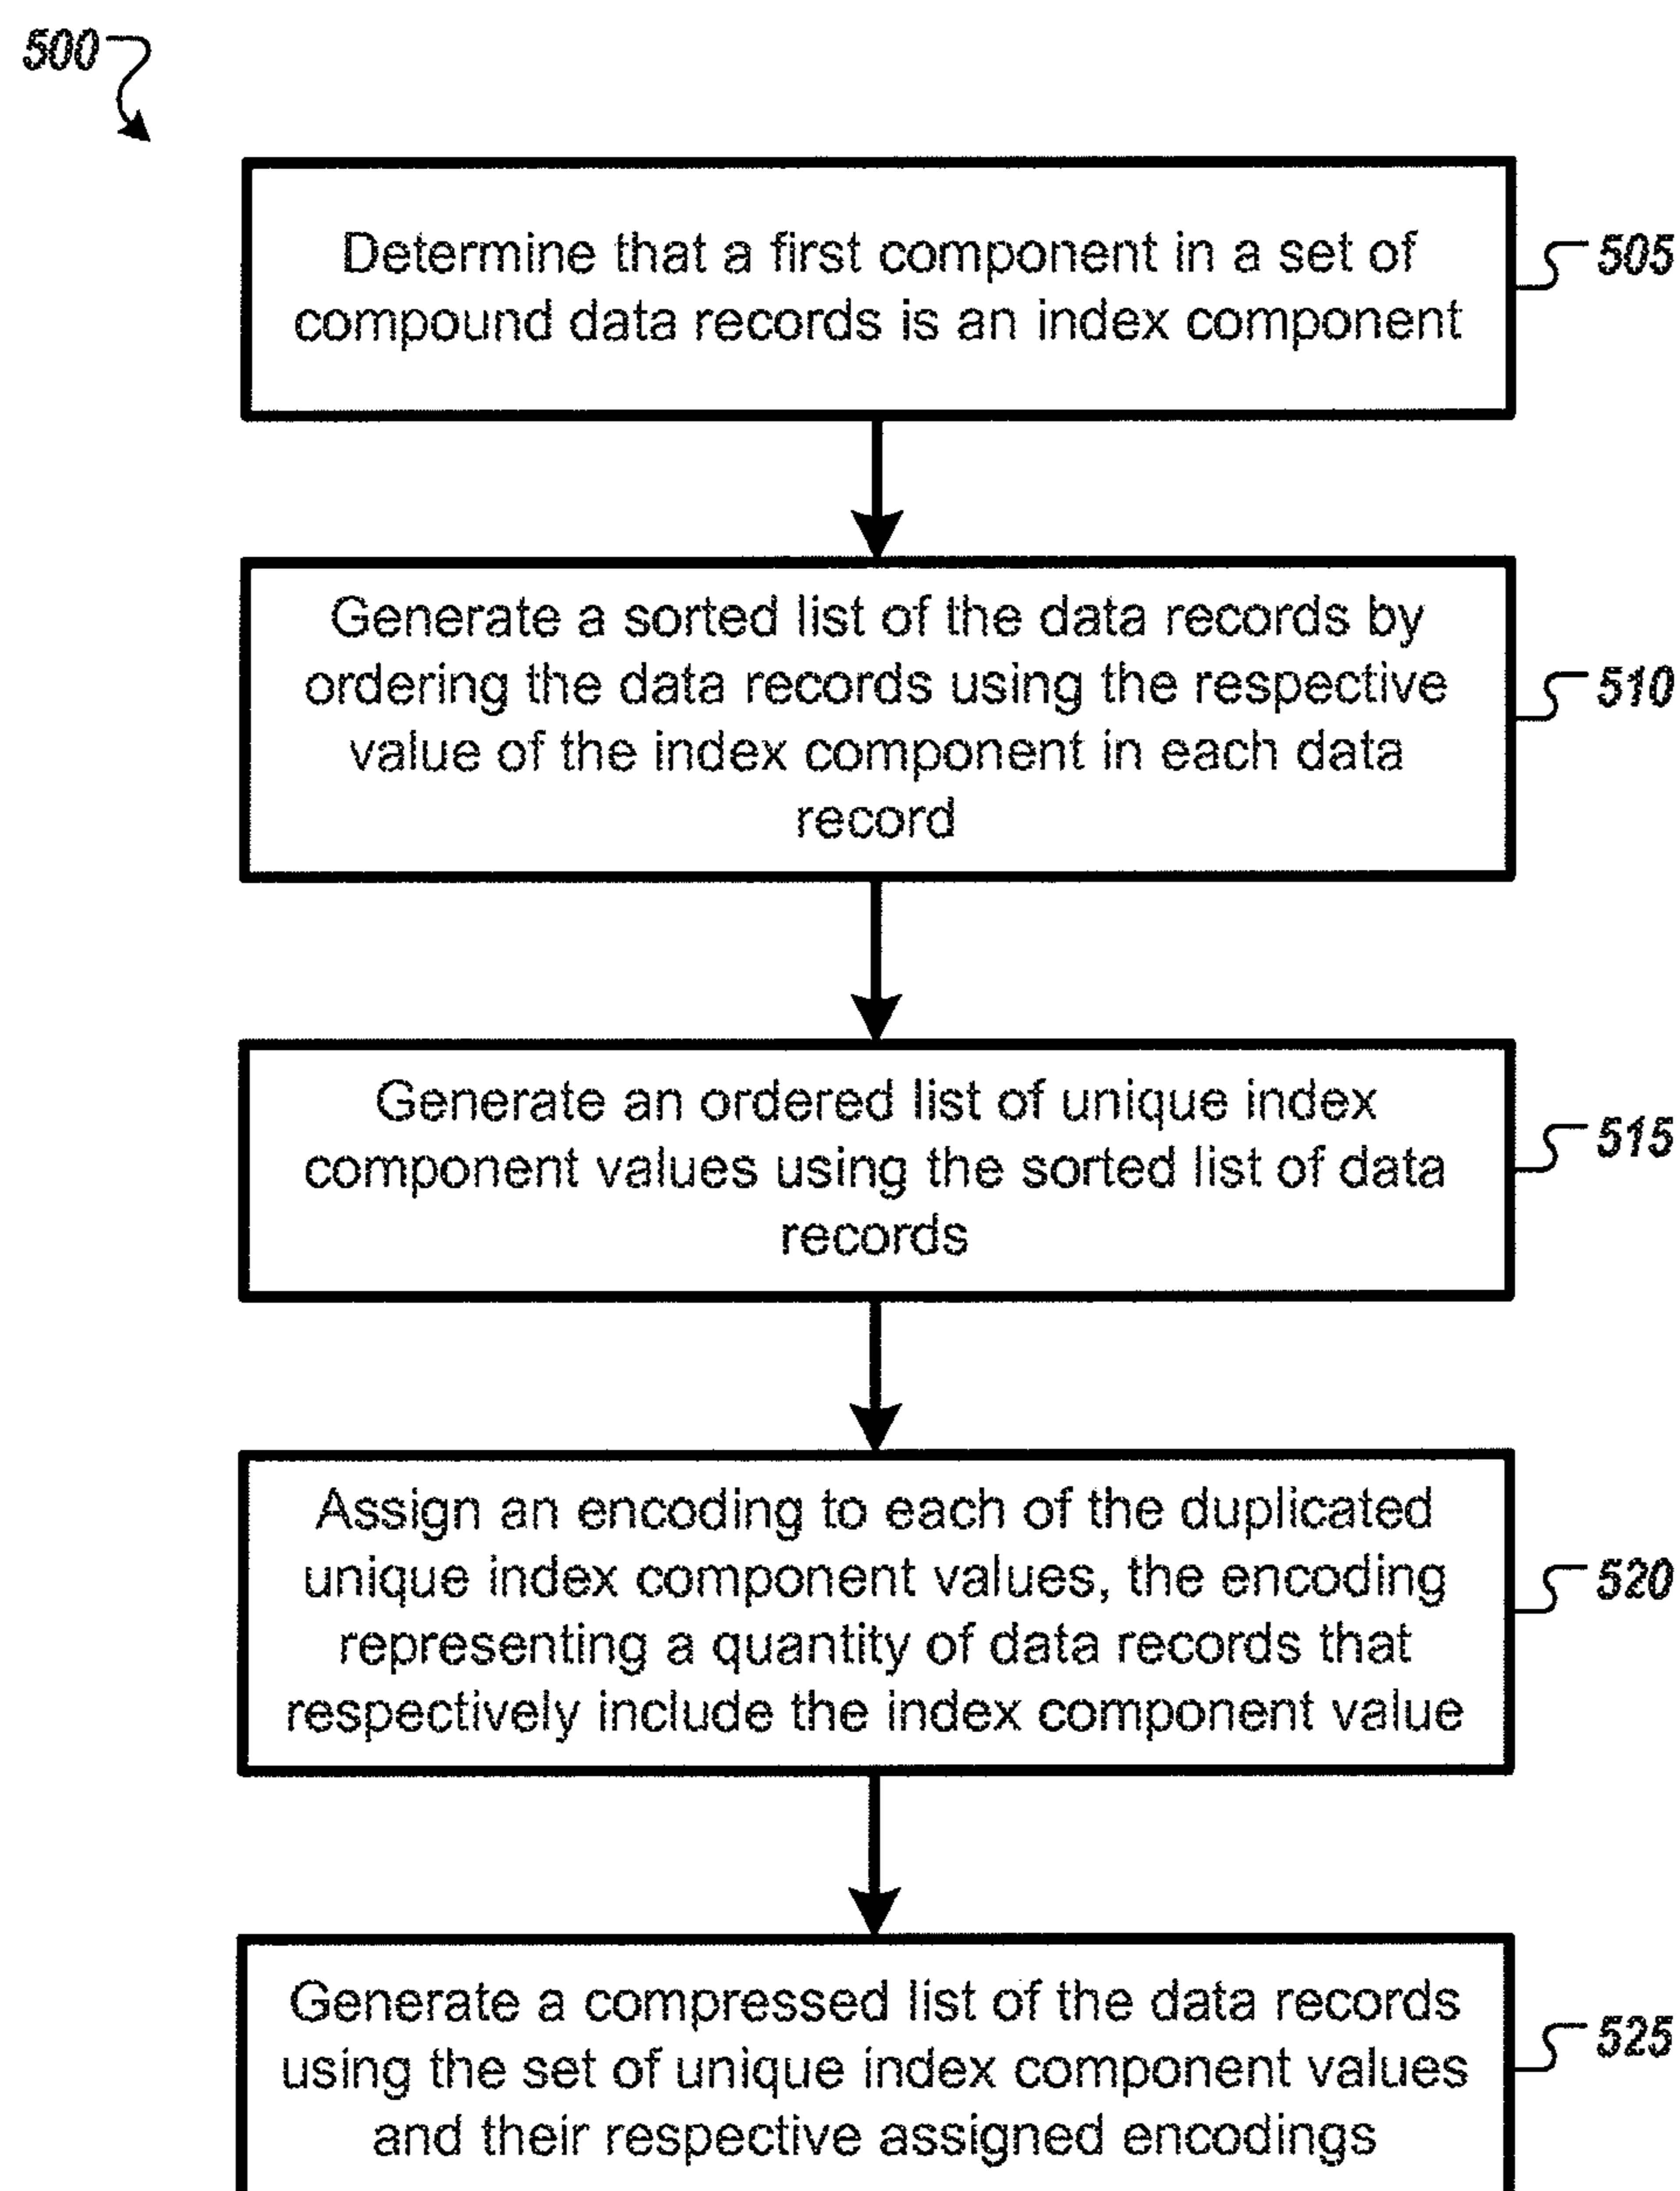 500
Determine that a first component in a set of
compound data records is an index component
505
Generate a sorted list of the data records by
ordering the data records using the respective
value of the index component in each data
record
510
Generate an ordered list of unique index
component values using the sorted list of data
records
515
Assign an encoding to each of the duplicated
unique index component values, the encoding
representing a quantity of data records that
respectively include the index component value
520
Generate a compressed list of the data records
using the set of unique index component values
and their respective assigned encodings
525